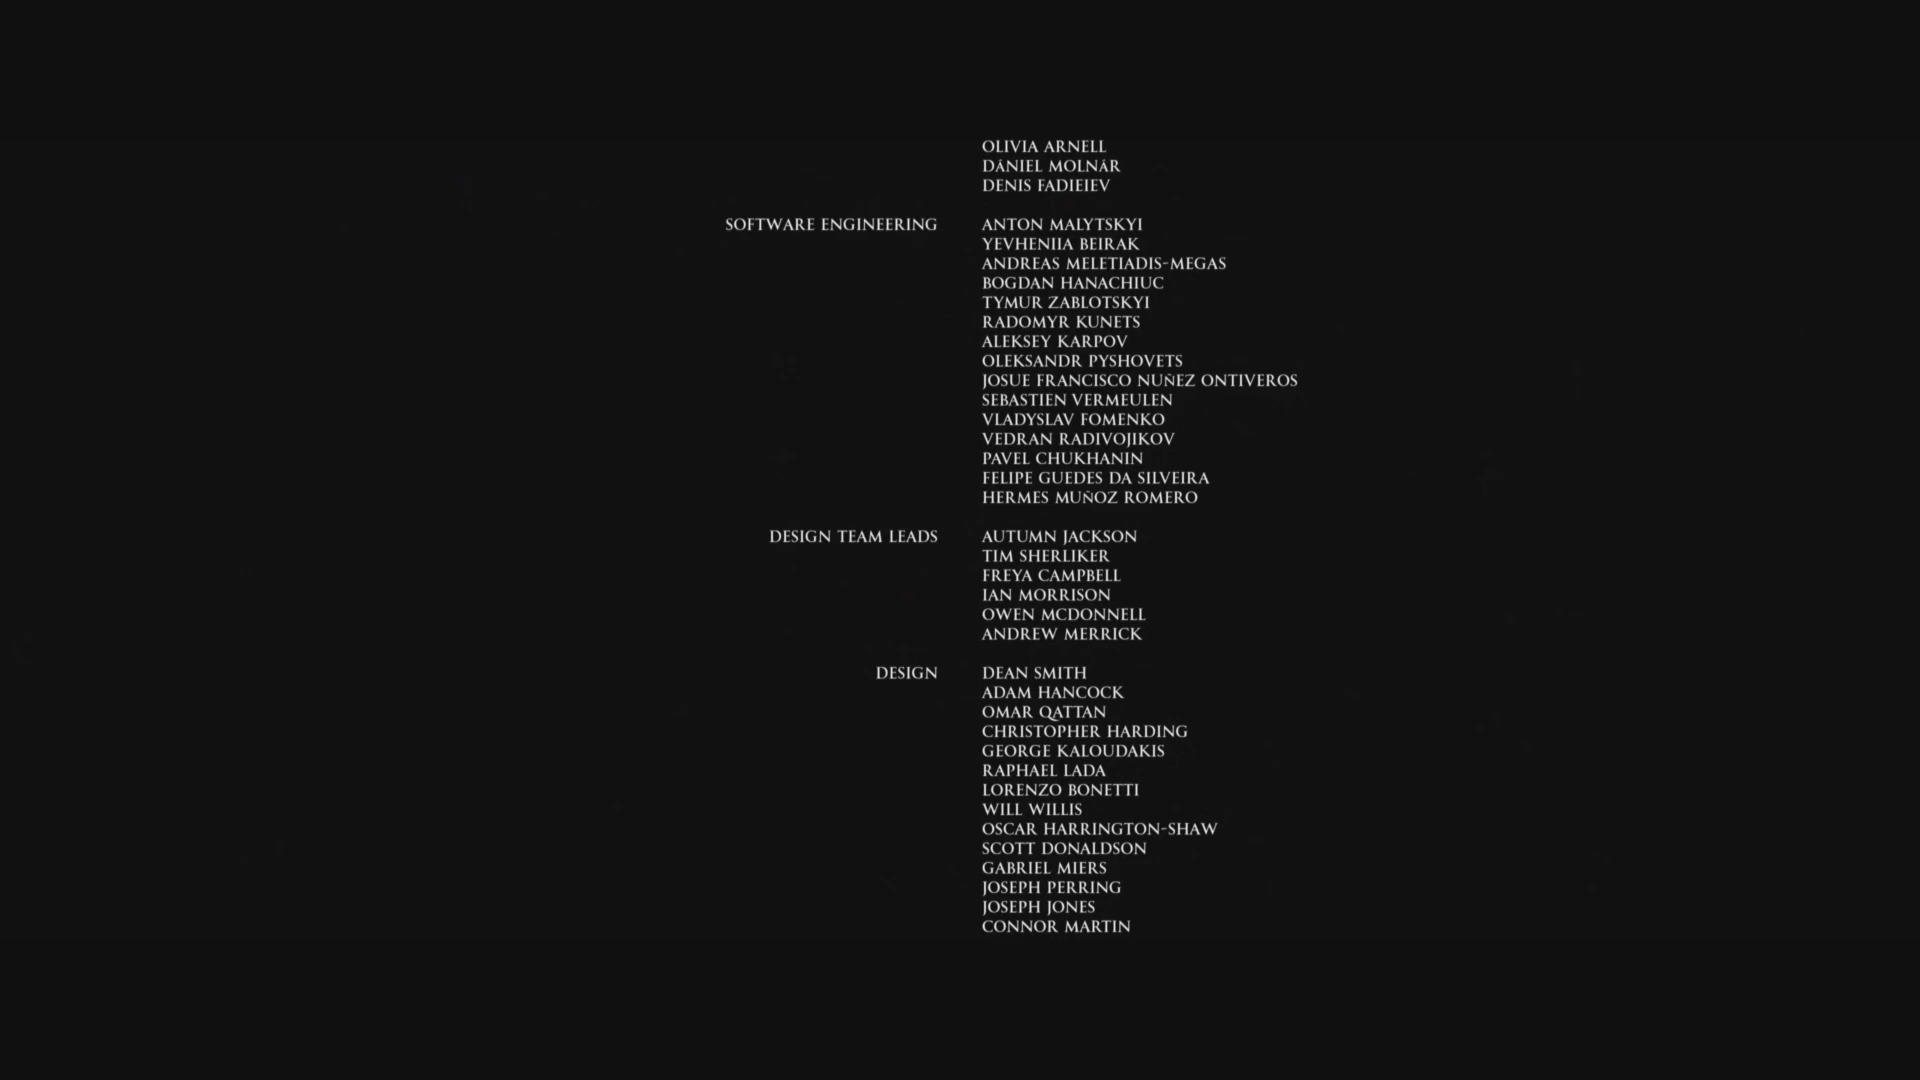 OLIVIA ARNELL
DÁNIEL MOLNÁR
DENIS FADIEIEV
SOFTWARE ENGINEERING ANTON MALYTSKYI
YEVHENIIA BEIRAK
ANDREAS MELETIADIS-MEGAS
BOGDAN HANACHIUC
TYMUR ZABLOTSKYI
RADOMYR KUNETS
ALEKSEY KARPOV
OLEKSANDR PYSHOVETS
JOSUE FRANCISCO NUÑEZ ONTIVEROS
SEBASTIEN VERMEULEN
VLADYSLAV FOMENKO
VEDRAN RADIVOJIKOV
PAVEL CHUKHANIN
FELIPE GUEDES DA SILVEIRA
HERMES MUÑOZ ROMERO
DESIGN TEAM LEADS AUTUMN JACKSON
TIM SHERLIKER
FREYA CAMPBELL
IAN MORRISON
OWEN MCDONNELL
ANDREW MERRICK
DESIGN DEAN SMITH
ADAM HANCOCK
OMAR QATTAN
CHRISTOPHER HARDING
GEORGE KALOUDAKIS
RAPHAEL LADA
LORENZO BONETTI
WILL WILLIS
OSCAR HARRINGTON-SHAW
SCOTT DONALDSON
GABRIEL MIERS
JOSEPH PERRING
JOSEPH JONES
CONNOR MARTIN